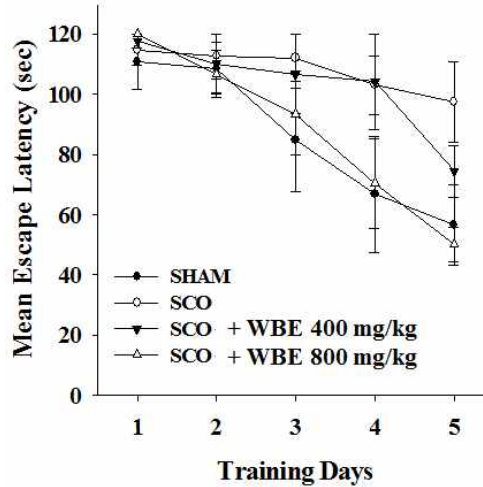 Mean Escape Latency (sec)
120
100
80
60
40
20
0
SHAM
SCO
SCO + WBE 400 mg/kg
SCO + WBE 800 mg/kg
1 2 3 4 5
Training Days